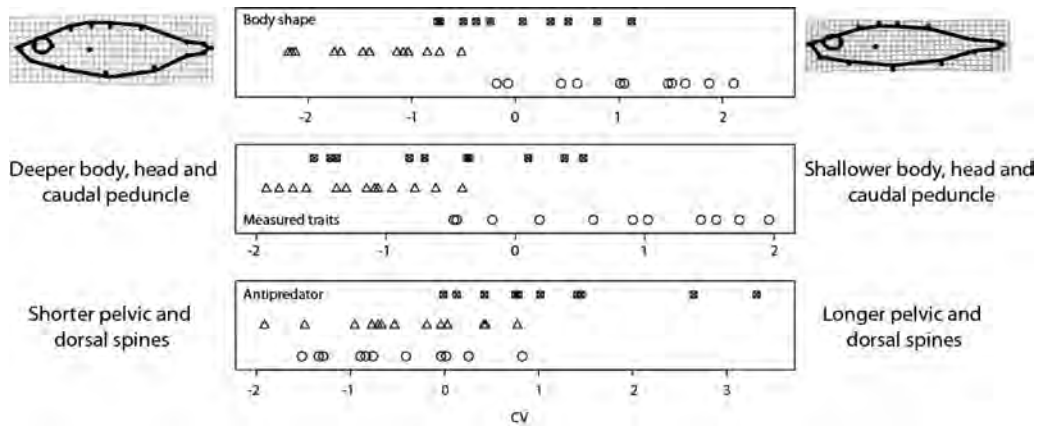 Body shape
-2 -1 0 1 2
Deeper body, head and
caudal peduncle
Shallower body, head and
caudal peduncle
Measured traits
-2 -1 0 1 2
Antipredator
Shorter pelvic and
dorsal spines
Longer pelvic and
dorsal spines
-2 -1 0 1 2 3
CV